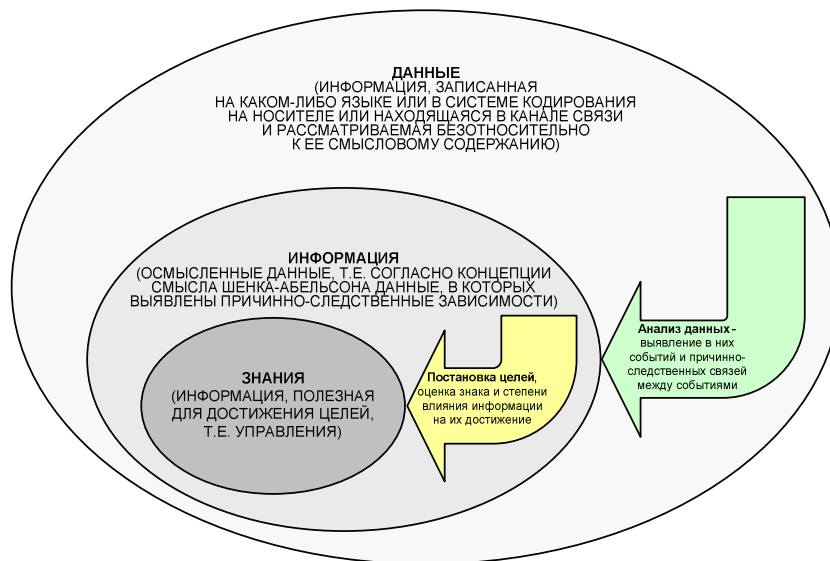 ДАННЫЕ
(ИНФОРМАЦИЯ, ЗАПИСАННАЯ
НА КАКОМ-ЛИБО ЯЗЫКЕ ИЛИ В СИСТЕМЕ КОДИРОВАНИЯ
НА НОСИТЕЛЕ ИЛИ НАХОДЯЩАЯСЯ В КАНАЛЕ СВЯЗИ
И РАССМАТРИВАЕМАЯ БЕЗОТНОСИТЕЛЬНО
К ЕЕ СМЫСЛОВОМУ СОДЕРЖАНИЮ)
ИНФОРМАЦИЯ
(ОСМЫСЛЕННЫЕ ДАННЫЕ, Т.Е. СОГЛАСНО КОНЦЕПЦИИ
СМЫСЛА ШЕНКА-АБЕЛЬСОНА ДАННЫЕ, В КОТОРЫХ
ВЫЯВЛЕНЫ ПРИЧИННО-СЛЕДСТВЕННЫЕ ЗАВИСИМОСТИ)
Анализ данных -
выявление в них
событий и причинно-
следственных связей
между событиями
ЗНАНИЯ
(ИНФОРМАЦИЯ, ПОЛЕЗНАЯ
ДЛЯ ДОСТИЖЕНИЯ ЦЕЛЕЙ,
Т.Е. УПРАВЛЕНИЯ)
Постановка целей,
оценка знака и степени
влияния информации
на их достижение